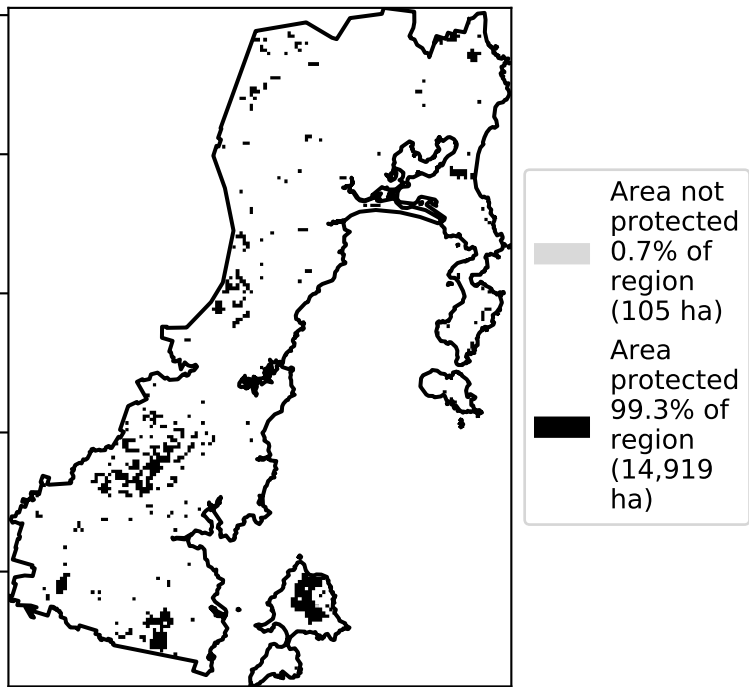 Area not
protected
0.7% of
region
(105 ha)
Area
protected
99.3% of
region
(14,919
ha)